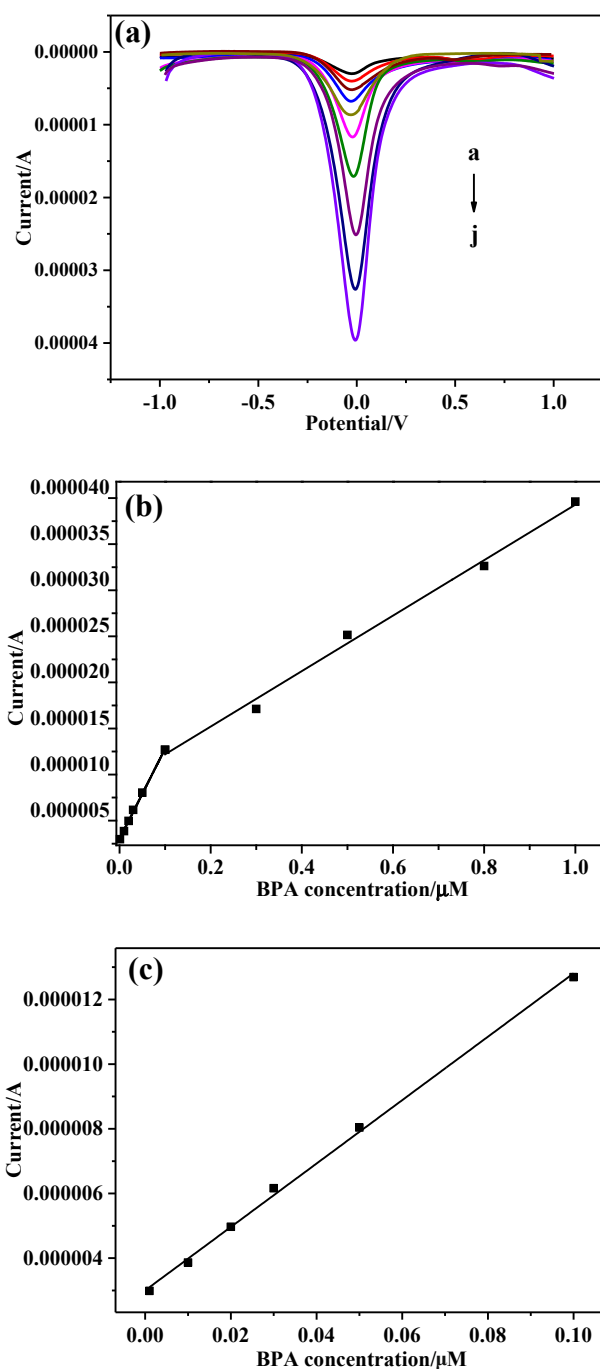 (a)
0.00000
0.00001
0.00002
0.00003
0.00004
Current/A
a
j
-1.0 -0.5 0.0 0.5 1.0
Potential/V
(b)
0.000040
0.000035
0.000030
0.000025
0.000020
0.000015
0.000010
0.000005
Current/A
0.0 0.2 0.4 0.6 0.8 1.0
BPA concentration/μM
(c)
0.000012
0.000010
0.000008
0.000006
0.000004
Current/A
0.00 0.02 0.04 0.06 0.08 0.10
BPA concentration/μM